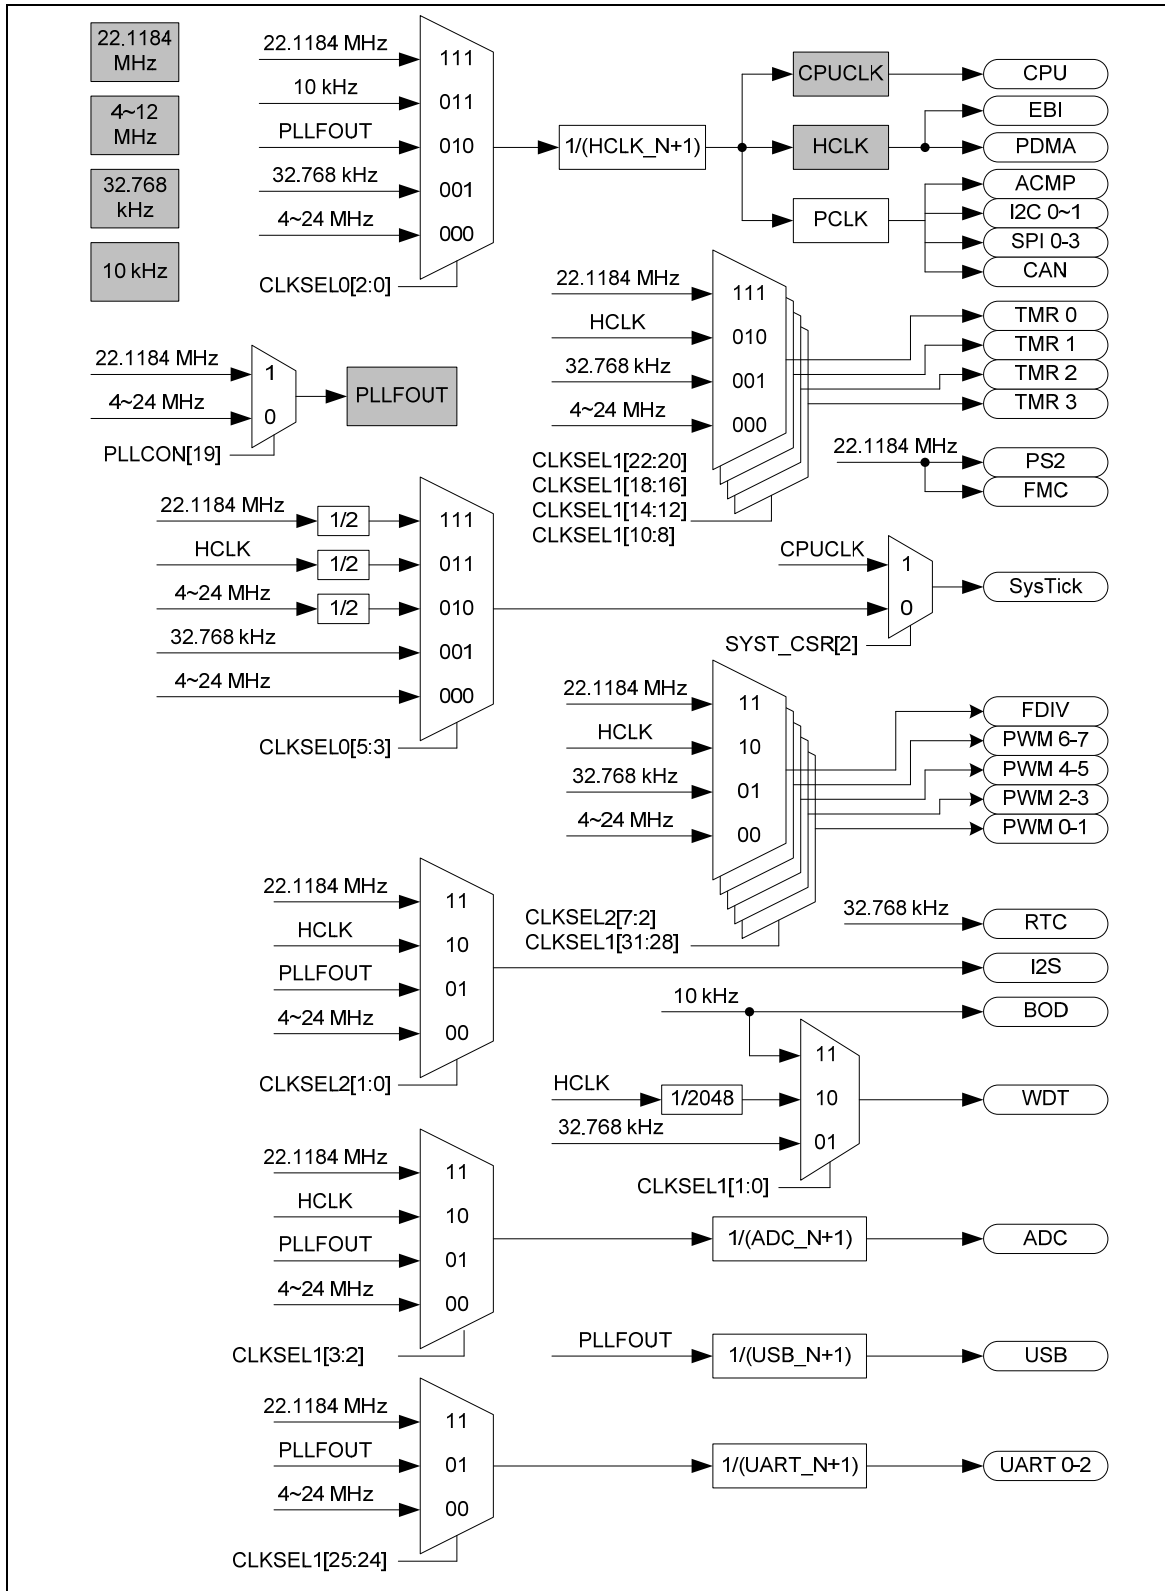 22.1184
MHz
4~12
MHz
32.768
kHz
10 kHz
22.1184 MHz
10 kHz
PLLFOUT
32.768 kHz
4~24 MHz
111
011
010
001
000
CLKSEL0[2:0]
1/(HCLK_N+1)
CPUCLK
HCLK
PCLK
CPU
EBI
PDMA
ACMP
I2C 0~1
SPI 0-3
CAN
22.1184 MHz
HCLK
32.768 kHz
4~24 MHz
111
010
001
000
CLKSEL1[22:20]
CLKSEL1[18:16]
CLKSEL1[14:12]
CLKSEL1[10:8]
TMR 0
TMR 1
TMR 2
TMR 3
22.1184 MHz
4~24 MHz
1
0
PLLCON[19]
PLLFOUT
22.1184 MHz
PS2
FMC
22.1184 MHz
HCLK
4~24 MHz
32.768 kHz
4~24 MHz
1/2
1/2
1/2
111
011
010
001
000
CLKSEL0[5:3]
CPUCLK
1
0
SYST_CSR[2]
SysTick
22.1184 MHz
HCLK
32.768 kHz
4~24 MHz
11
10
01
00
CLKSEL2[7:2]
CLKSEL1[31:28]
FDIV
PWM 6-7
PWM 4-5
PWM 2-3
PWM 0-1
22.1184 MHz
HCLK
PLLFOUT
4~24 MHz
11
10
01
00
CLKSEL2[1:0]
32.768 kHz
RTC
I2S
10 kHz
BOD
HCLK
1/2048
32.768 kHz
11
10
01
CLKSEL1[1:0]
WDT
22.1184 MHz
HCLK
PLLFOUT
4~24 MHz
11
10
01
00
CLKSEL1[3:2]
1/(ADC_N+1)
ADC
PLLFOUT
1/(USB_N+1)
USB
22.1184 MHz
PLLFOUT
4~24 MHz
11
01
00
CLKSEL1[25:24]
1/(UART_N+1)
UART 0-2